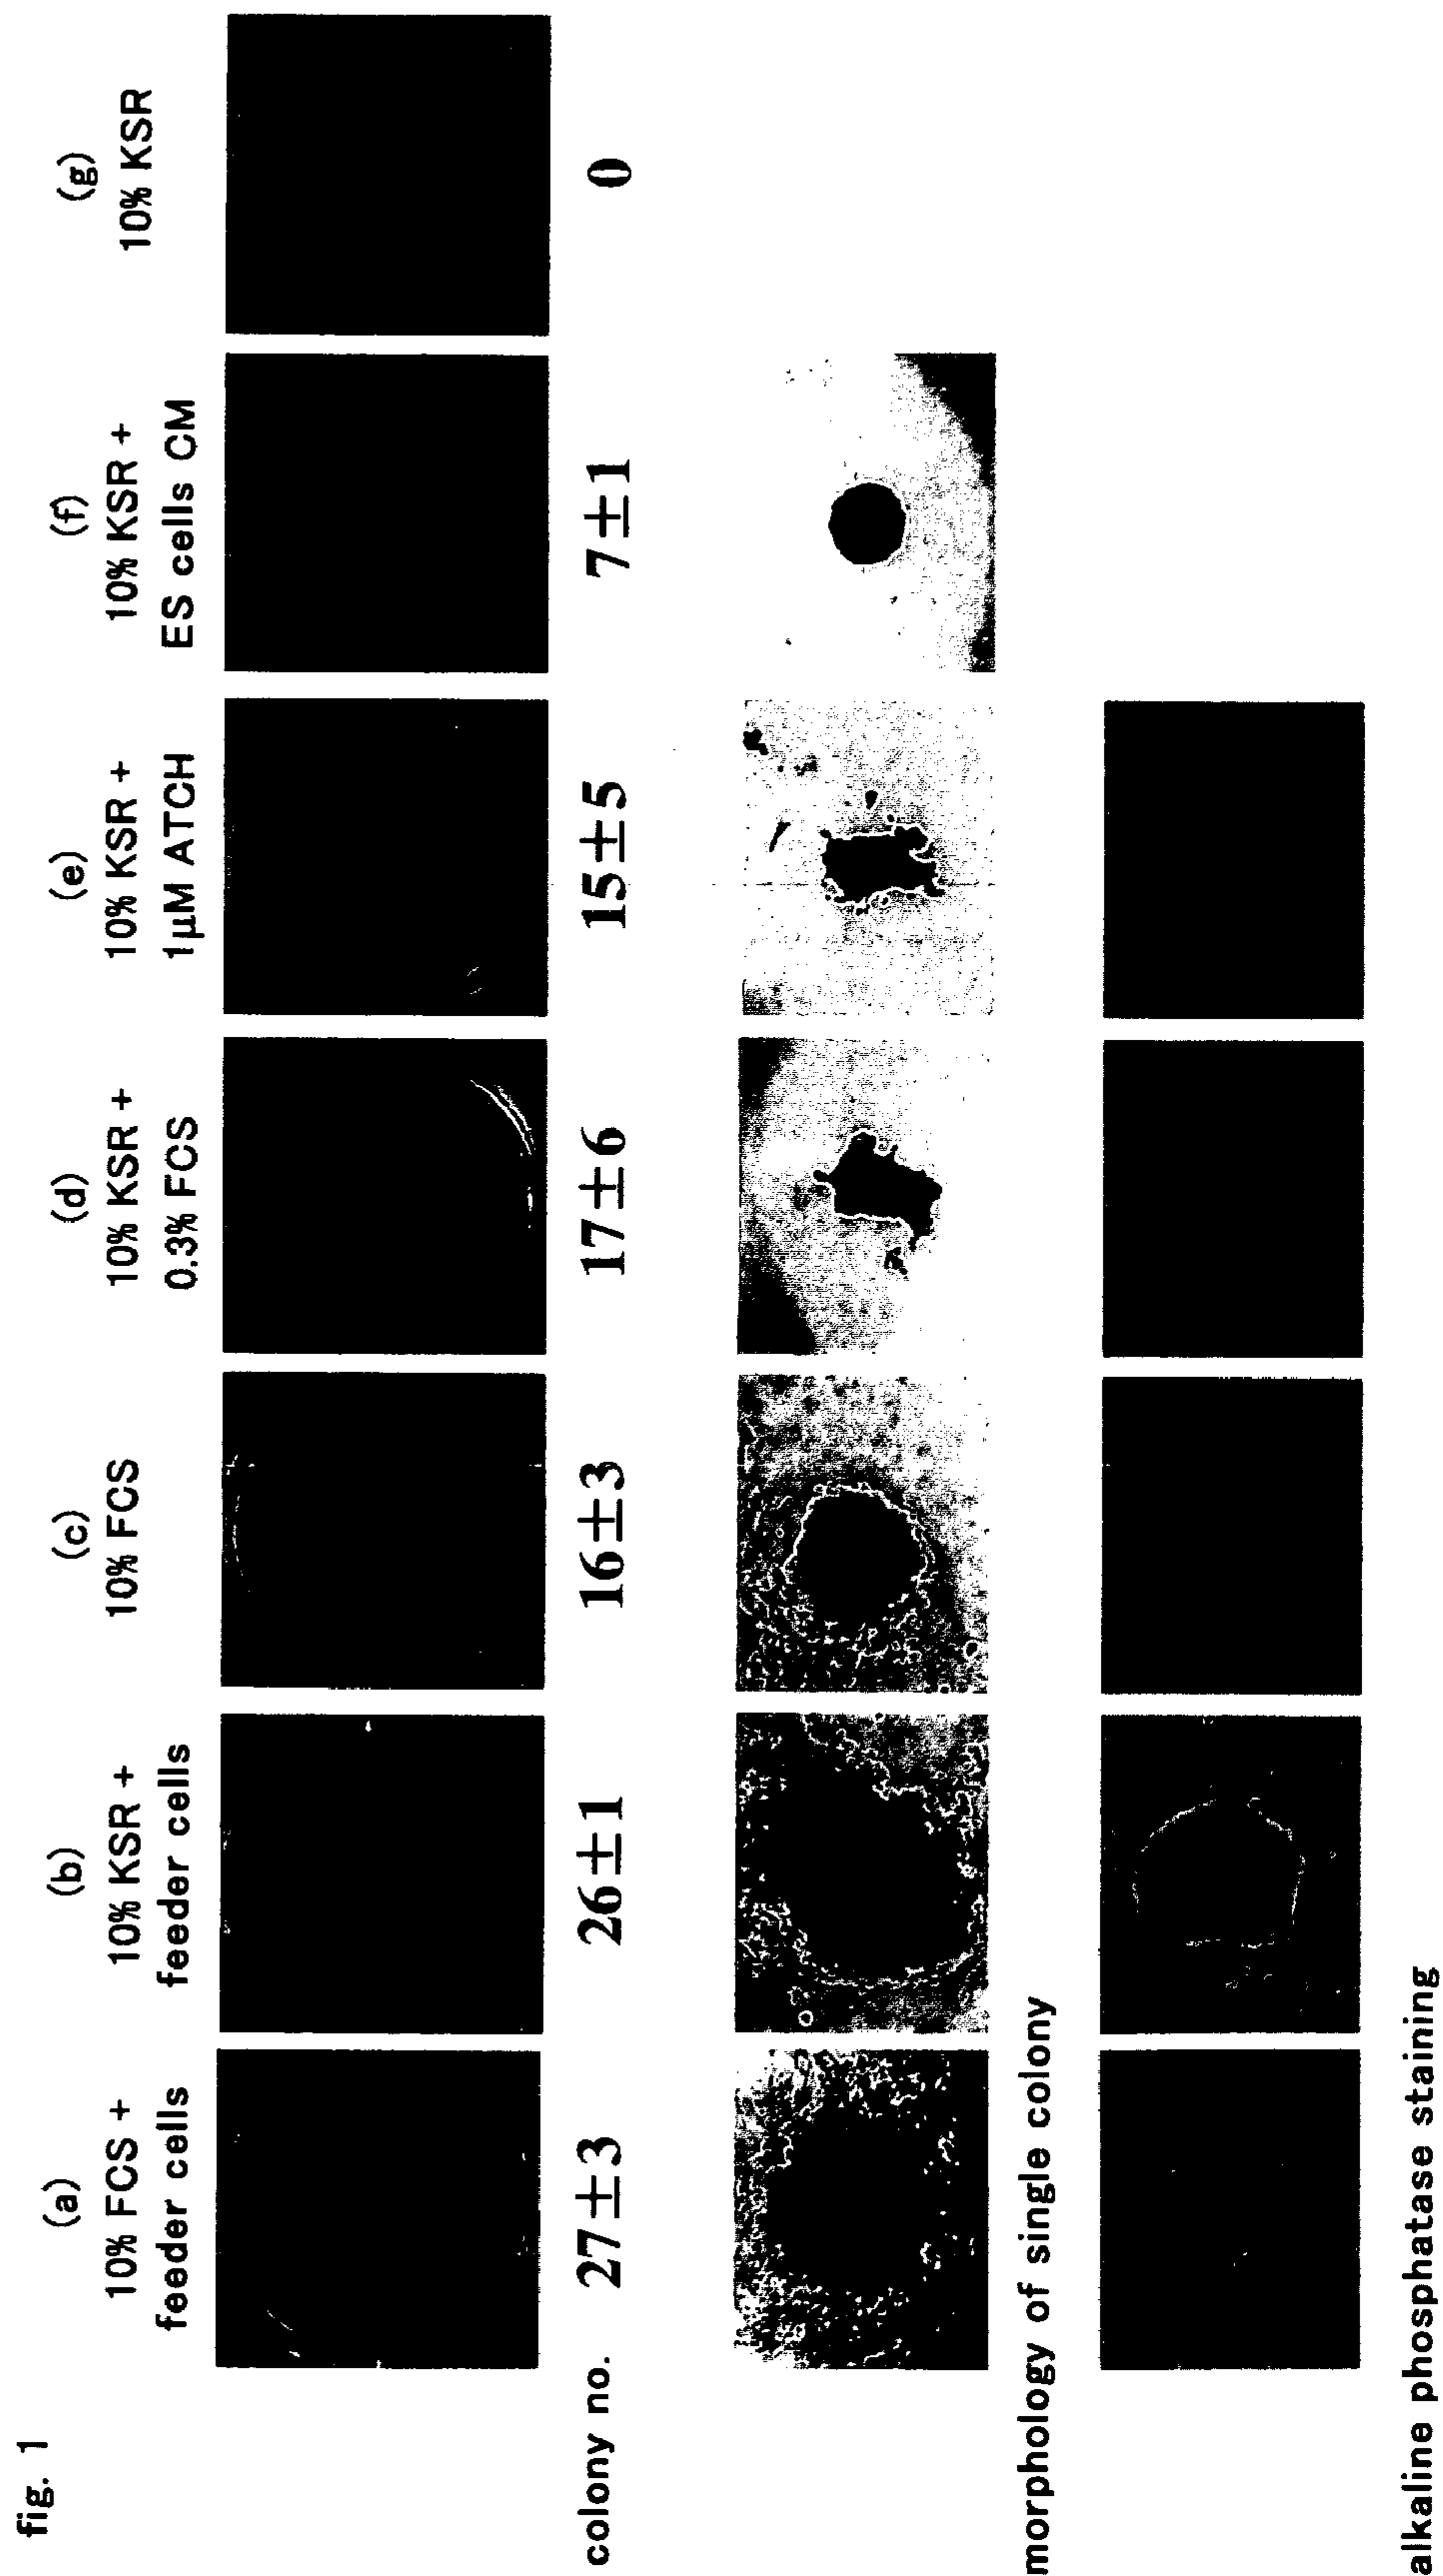 fig. 1
(a)
10% FCS +
feeder cells
(b)
10% KSR +
feeder cells
(c)
10% FCS
(d)
10% KSR +
0.3% FCS
(e)
10% KSR +
1μM ATCH
(f)
10% KSR +
ES cells CM
(g)
10% KSR
colony no. 27±3 26±1 16±3 17±6 15±5 7±1 0
morphology of single colony
alkaline phosphatase staining